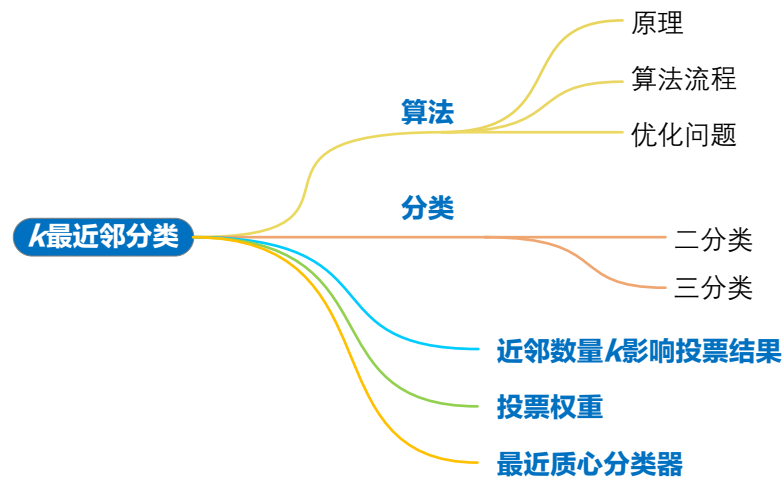 原理
算法
算法流程
优化问题
k最近邻分类
分类
二分类
三分类
近邻数量k影响投票结果
投票权重
最近质心分类器